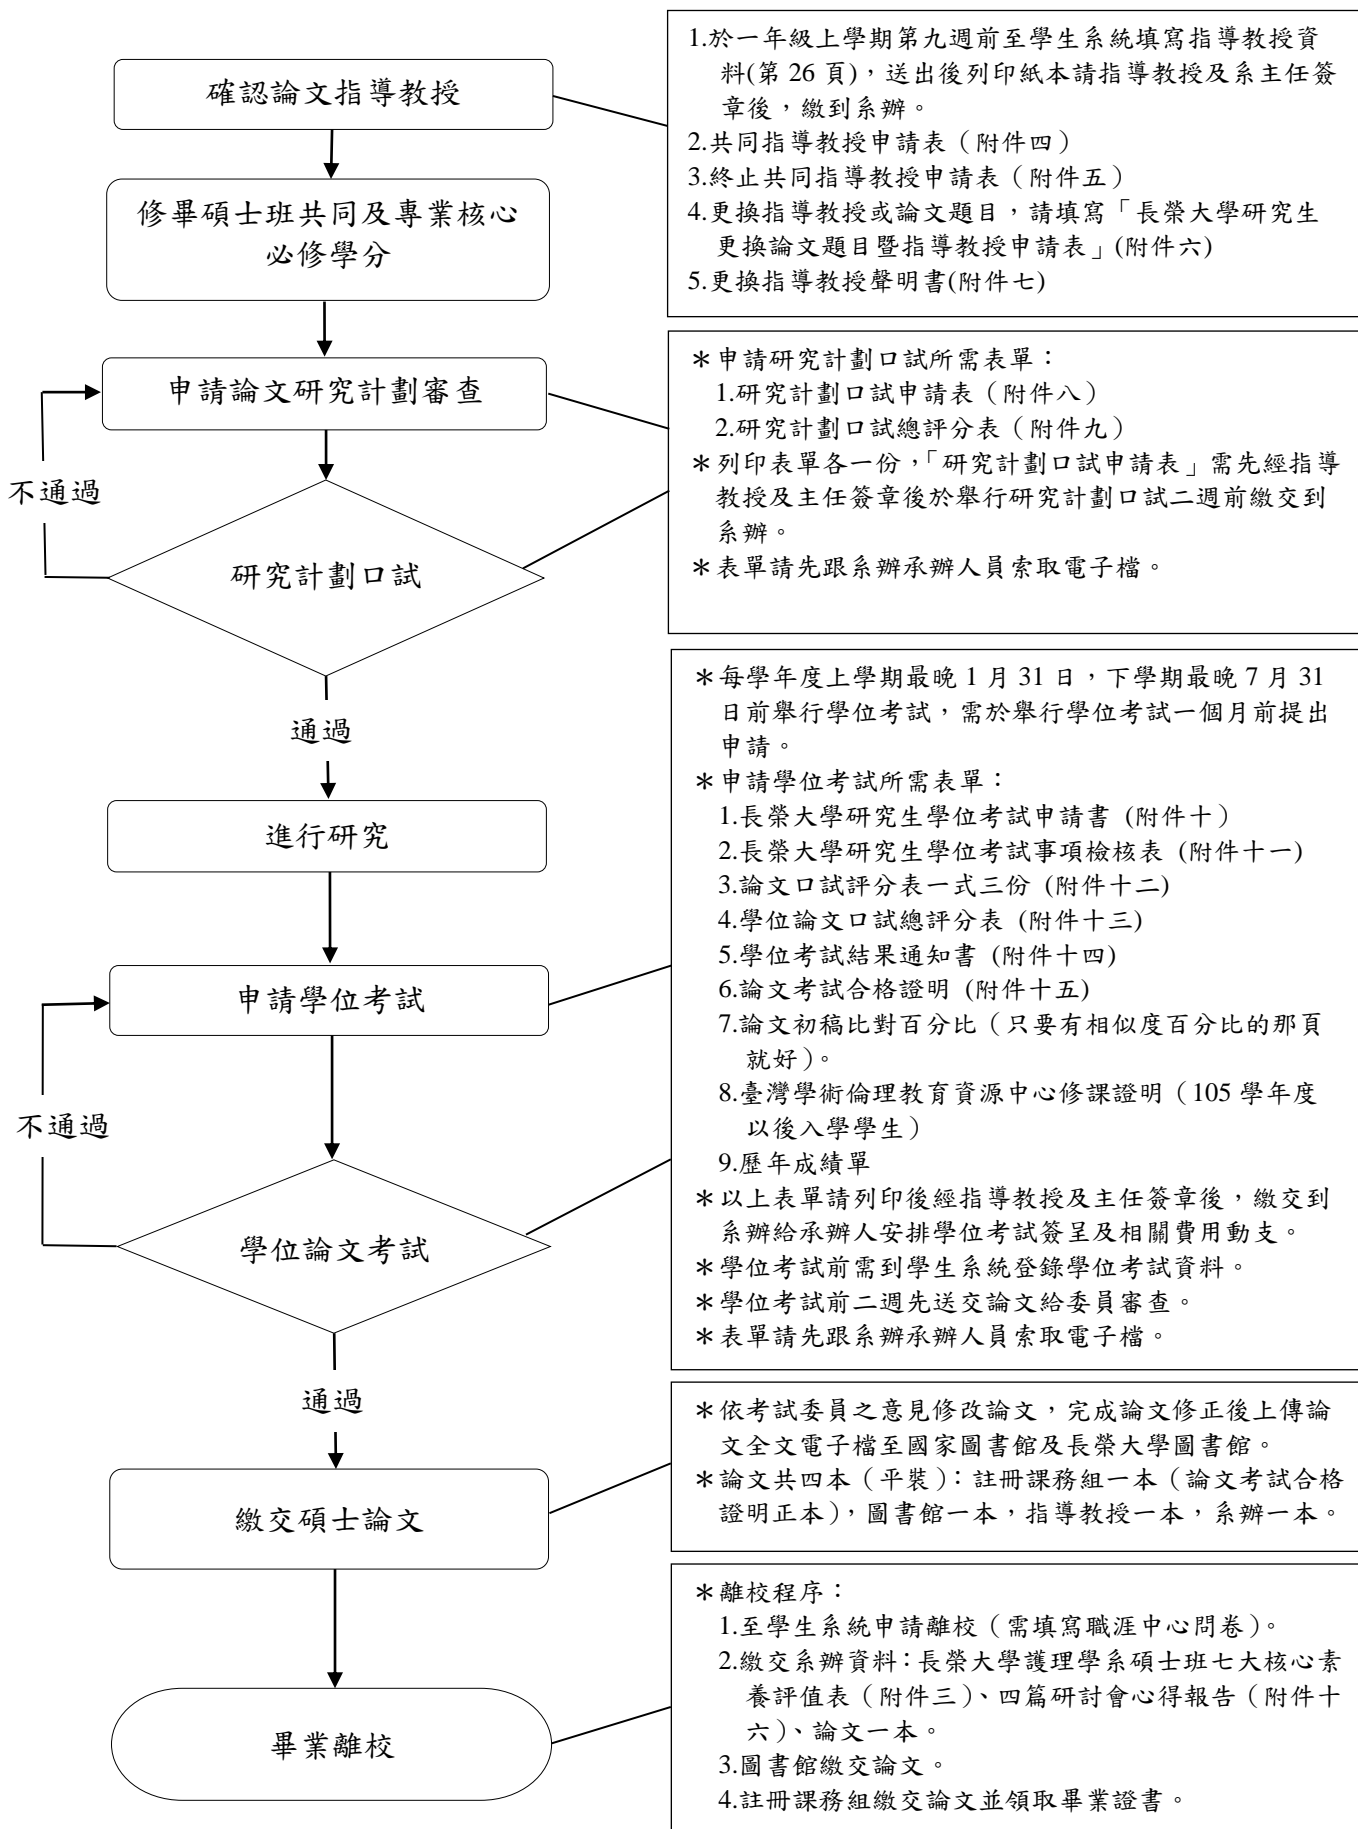 確認論文指導教授
1.於一年級上學期第九週前至學生系統填寫指導教授資
料(第 26 頁)，送出後列印紙本請指導教授及系主任簽
章後，繳到系辦。
2.共同指導教授申請表（附件四）
3.終止共同指導教授申請表（附件五）
4.更換指導教授或論文題目，請填寫「長榮大學研究生
更換論文題目暨指導教授申請表」(附件六)
5.更換指導教授聲明書(附件七)
修畢碩士班共同及專業核心
必修學分
申請論文研究計劃審查
＊申請研究計劃口試所需表單：
1.研究計劃口試申請表（附件八）
2.研究計劃口試總評分表（附件九）
＊列印表單各一份，「研究計劃口試申請表」需先經指導
教授及主任簽章後於舉行研究計劃口試二週前繳交到
系辦。
＊表單請先跟系辦承辦人員索取電子檔。
不通過
研究計劃口試
通過
進行研究
申請學位考試
＊每學年度上學期最晚 1 月 31 日，下學期最晚 7 月 31
日前舉行學位考試，需於舉行學位考試一個月前提出
申請。
＊申請學位考試所需表單：
1.長榮大學研究生學位考試申請書 (附件十）
2.長榮大學研究生學位考試事項檢核表 (附件十一)
3.論文口試評分表一式三份 (附件十二)
4.學位論文口試總評分表 (附件十三)
5.學位考試結果通知書 (附件十四)
6.論文考試合格證明 (附件十五)
7.論文初稿比對百分比（只要有相似度百分比的那頁
就好）。
8.臺灣學術倫理教育資源中心修課證明（105 學年度
以後入學學生）
9.歷年成績單
＊以上表單請列印後經指導教授及主任簽章後，繳交到
系辦給承辦人安排學位考試簽呈及相關費用動支。
＊學位考試前需到學生系統登錄學位考試資料。
＊學位考試前二週先送交論文給委員審查。
＊表單請先跟系辦承辦人員索取電子檔。
不通過
學位論文考試
通過
繳交碩士論文
＊依考試委員之意見修改論文，完成論文修正後上傳論
文全文電子檔至國家圖書館及長榮大學圖書館。
＊論文共四本（平裝）：註冊課務組一本（論文考試合格
證明正本），圖書館一本，指導教授一本，系辦一本。
畢業離校
＊離校程序：
1.至學生系統申請離校（需填寫職涯中心問卷）。
2.繳交系辦資料：長榮大學護理學系碩士班七大核心素
養評值表（附件三）、四篇研討會心得報告（附件十
六）、論文一本。
3.圖書館繳交論文。
4.註冊課務組繳交論文並領取畢業證書。